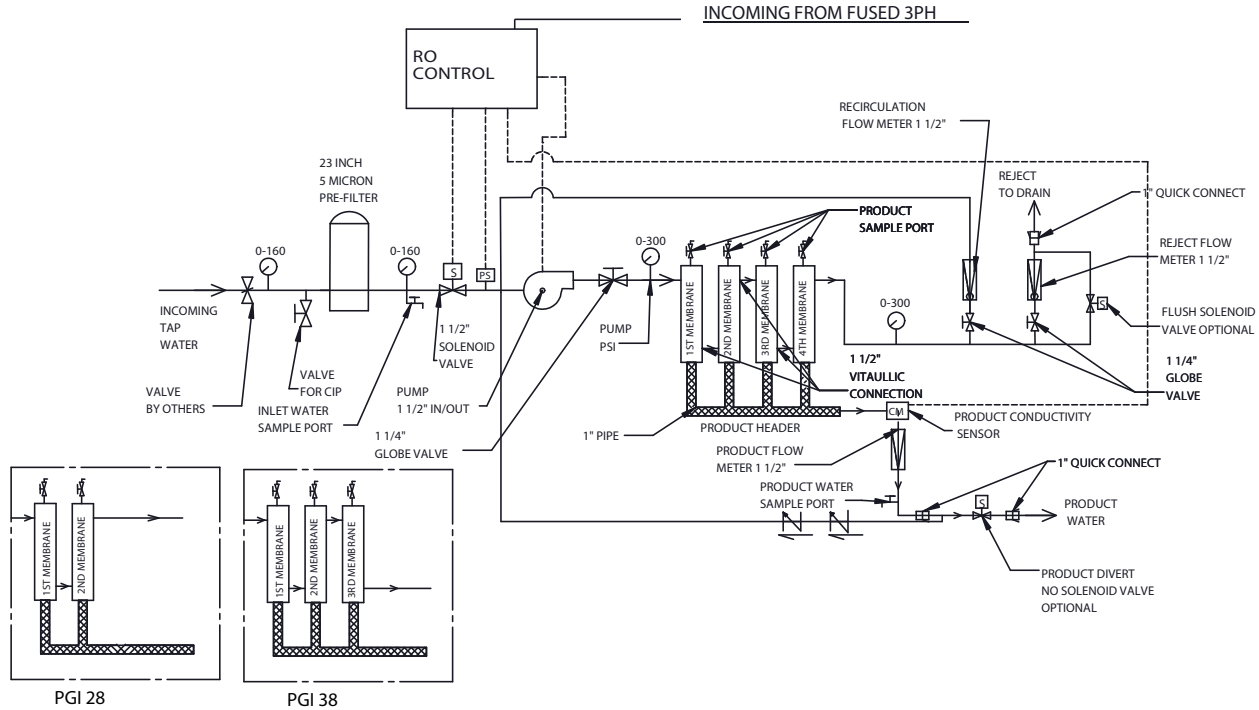 INCOMING FROM FUSED 3PH
RO
CONTROL
RECIRCULATION
FLOW METER 1 1/2"
23 INCH
5 MICRON
PRE-FILTER
REJECT
TO DRAIN
1" QUICK CONNECT
PRODUCT
SAMPLE PORT
REJECT FLOW
METER 1 1/2"
0-160
0-160
0-300
S
PS
1ST MEMBRANE
2ND MEMBRANE
3RD MEMBRANE
4TH MEMBRANE
0-300
S
INCOMING
TAP
WATER
1 1/2"
SOLENOID
VALVE
PUMP
PSI
FLUSH SOLENOID
VALVE OPTIONAL
VALVE
BY OTHERS
VALVE
FOR CIP
INLET WATER
SAMPLE PORT
PUMP
1 1/2" IN/OUT
1 1/2"
VITAULLIC
CONNECTION
1 1/4"
GLOBE
VALVE
1 1/4"
GLOBE VALVE
1" PIPE
PRODUCT HEADER
CM
PRODUCT CONDUCTIVITY
SENSOR
PRODUCT FLOW
METER 1 1/2"
1" QUICK CONNECT
PRODUCT WATER
SAMPLE PORT
S
PRODUCT
WATER
PRODUCT DIVERT
NO SOLENOID VALVE
OPTIONAL
1ST MEMBRANE
2ND MEMBRANE
PGI 28
1ST MEMBRANE
2ND MEMBRANE
3RD MEMBRANE
PGI 38